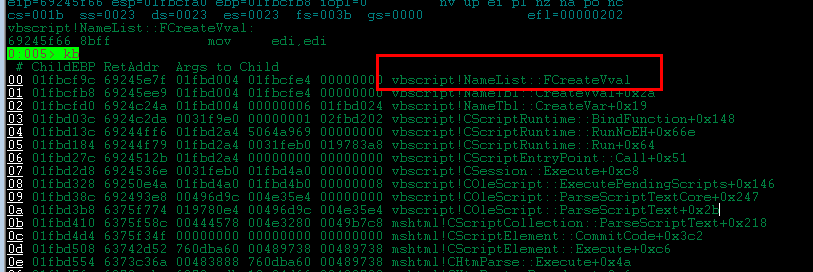 eip=69245f66 esp=01fbcfa0 ebp=01fbcfb8 iopl=0 nv up ei pl nz na po nc
cs=001b ss=0023 ds=0023 es=0023 fs=003b gs=0000 efl=00000202
vbscript!NameList::FCreateVval:
69245f66 8bff mov edi,edi
0:005> kb
# ChildEBP RetAddr Args to Child
00 01fbcf9c 69245e7f 01fbd004 01fbcfe4 00000000 vbscript!NameList::FCreateVval
01 01fbcfb8 69245ee9 01fbd004 01fbcfe4 00000000 vbscript!NameTbl::CreateVval+0x2a
02 01fbcfd0 6924c24a 01fbd004 00000006 01fbd024 vbscript!NameTbl::CreateVar+0x19
03 01fbd03c 6924c2da 0031f9e0 00000001 02fbd202 vbscript!CScriptRuntime::BindFunction+0x148
04 01fbd13c 69244ff6 01fbd2a4 5064a969 00000000 vbscript!CScriptRuntime::RunNoEH+0x66e
05 01fbd184 69244f79 01fbd2a4 0031feb0 019783a8 vbscript!CScriptRuntime::Run+0x64
06 01fbd27c 6924512b 01fbd2a4 00000000 00000000 vbscript!CScriptEntryPoint::Call+0x51
07 01fbd2d8 6924536e 0031feb0 01fbd4a0 00000000 vbscript!CSession::Execute+0xc8
08 01fbd328 69250e4a 01fbd4a0 01fbd4b0 00000008 vbscript!COleScript::ExecutePendingScripts+0x146
09 01fbd38c 692493e8 00496d9c 004e35e4 00000000 vbscript!COleScript::ParseScriptTextCore+0x247
0a 01fbd3b8 6375f774 019780e4 00496d9c 004e35e4 vbscript!COleScript::ParseScriptText+0x2b
0b 01fbd410 6375f58c 00444578 004e3280 0049b7c8 mshtml!CScriptCollection::ParseScriptText+0x218
0c 01fbd4d4 6375f34f 00000000 00000000 00000000 mshtml!CScriptElement::CommitCode+0x3c2
0d 01fbd508 63742d52 760dba60 00489738 00489738 mshtml!CScriptElement::Execute+0xc6
0e 01fbd554 6373c36a 00483888 760dba60 00489738 mshtml!CHtmParse::Execute+0x4a